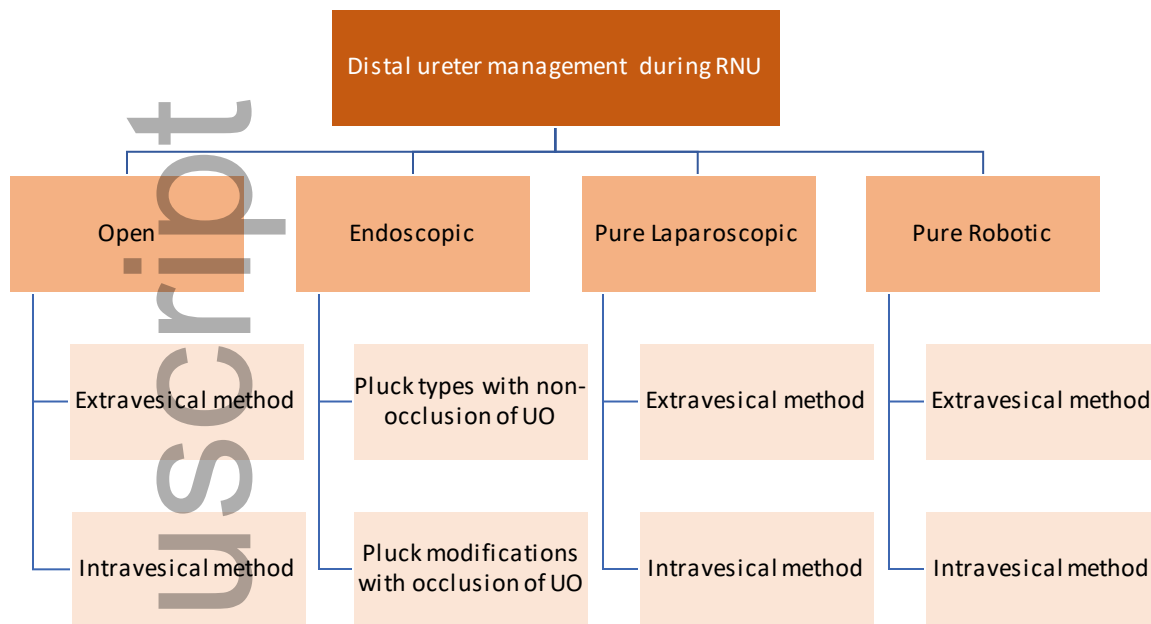 Distal ureter management during RNU
Open
Endoscopic
Pure Laparoscopic
Pure Robotic
Extravesical method
Pluck types with non-
occlusion of UO
Extravesical method
Extravesical method
Intravesical method
Pluck modifications
with occlusion of UO
Intravesical method
Intravesical method
uscript